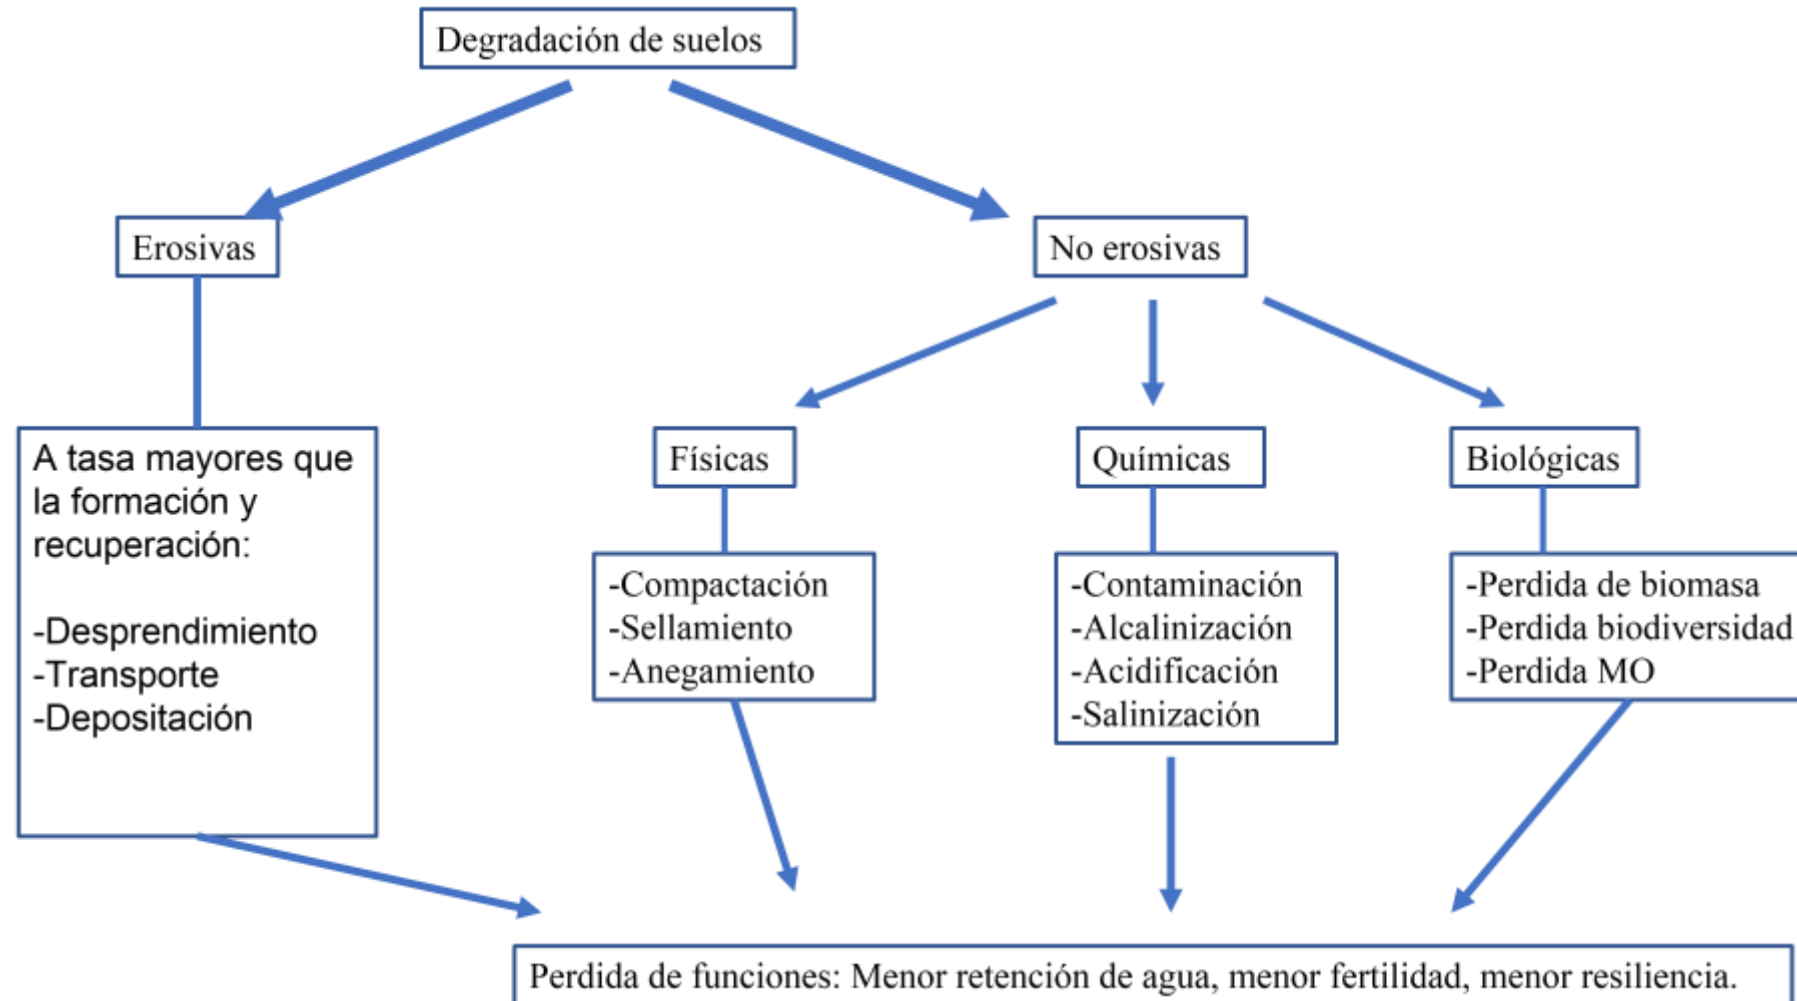 Degradación de suelos
Erosivas
No erosivas
A tasa mayores que
la formación y
recuperación:
-Desprendimiento
-Transporte
-Depositación
Físicas
-Compactación
-Sellamiento
-Anegamiento
Químicas
-Contaminación
-Alcalinización
-Acidificación
-Salinización
Biológicas
-Perdida de biomasa
-Perdida biodiversidad
-Perdida MO
Perdida de funciones: Menor retención de agua, menor fertilidad, menor resiliencia.